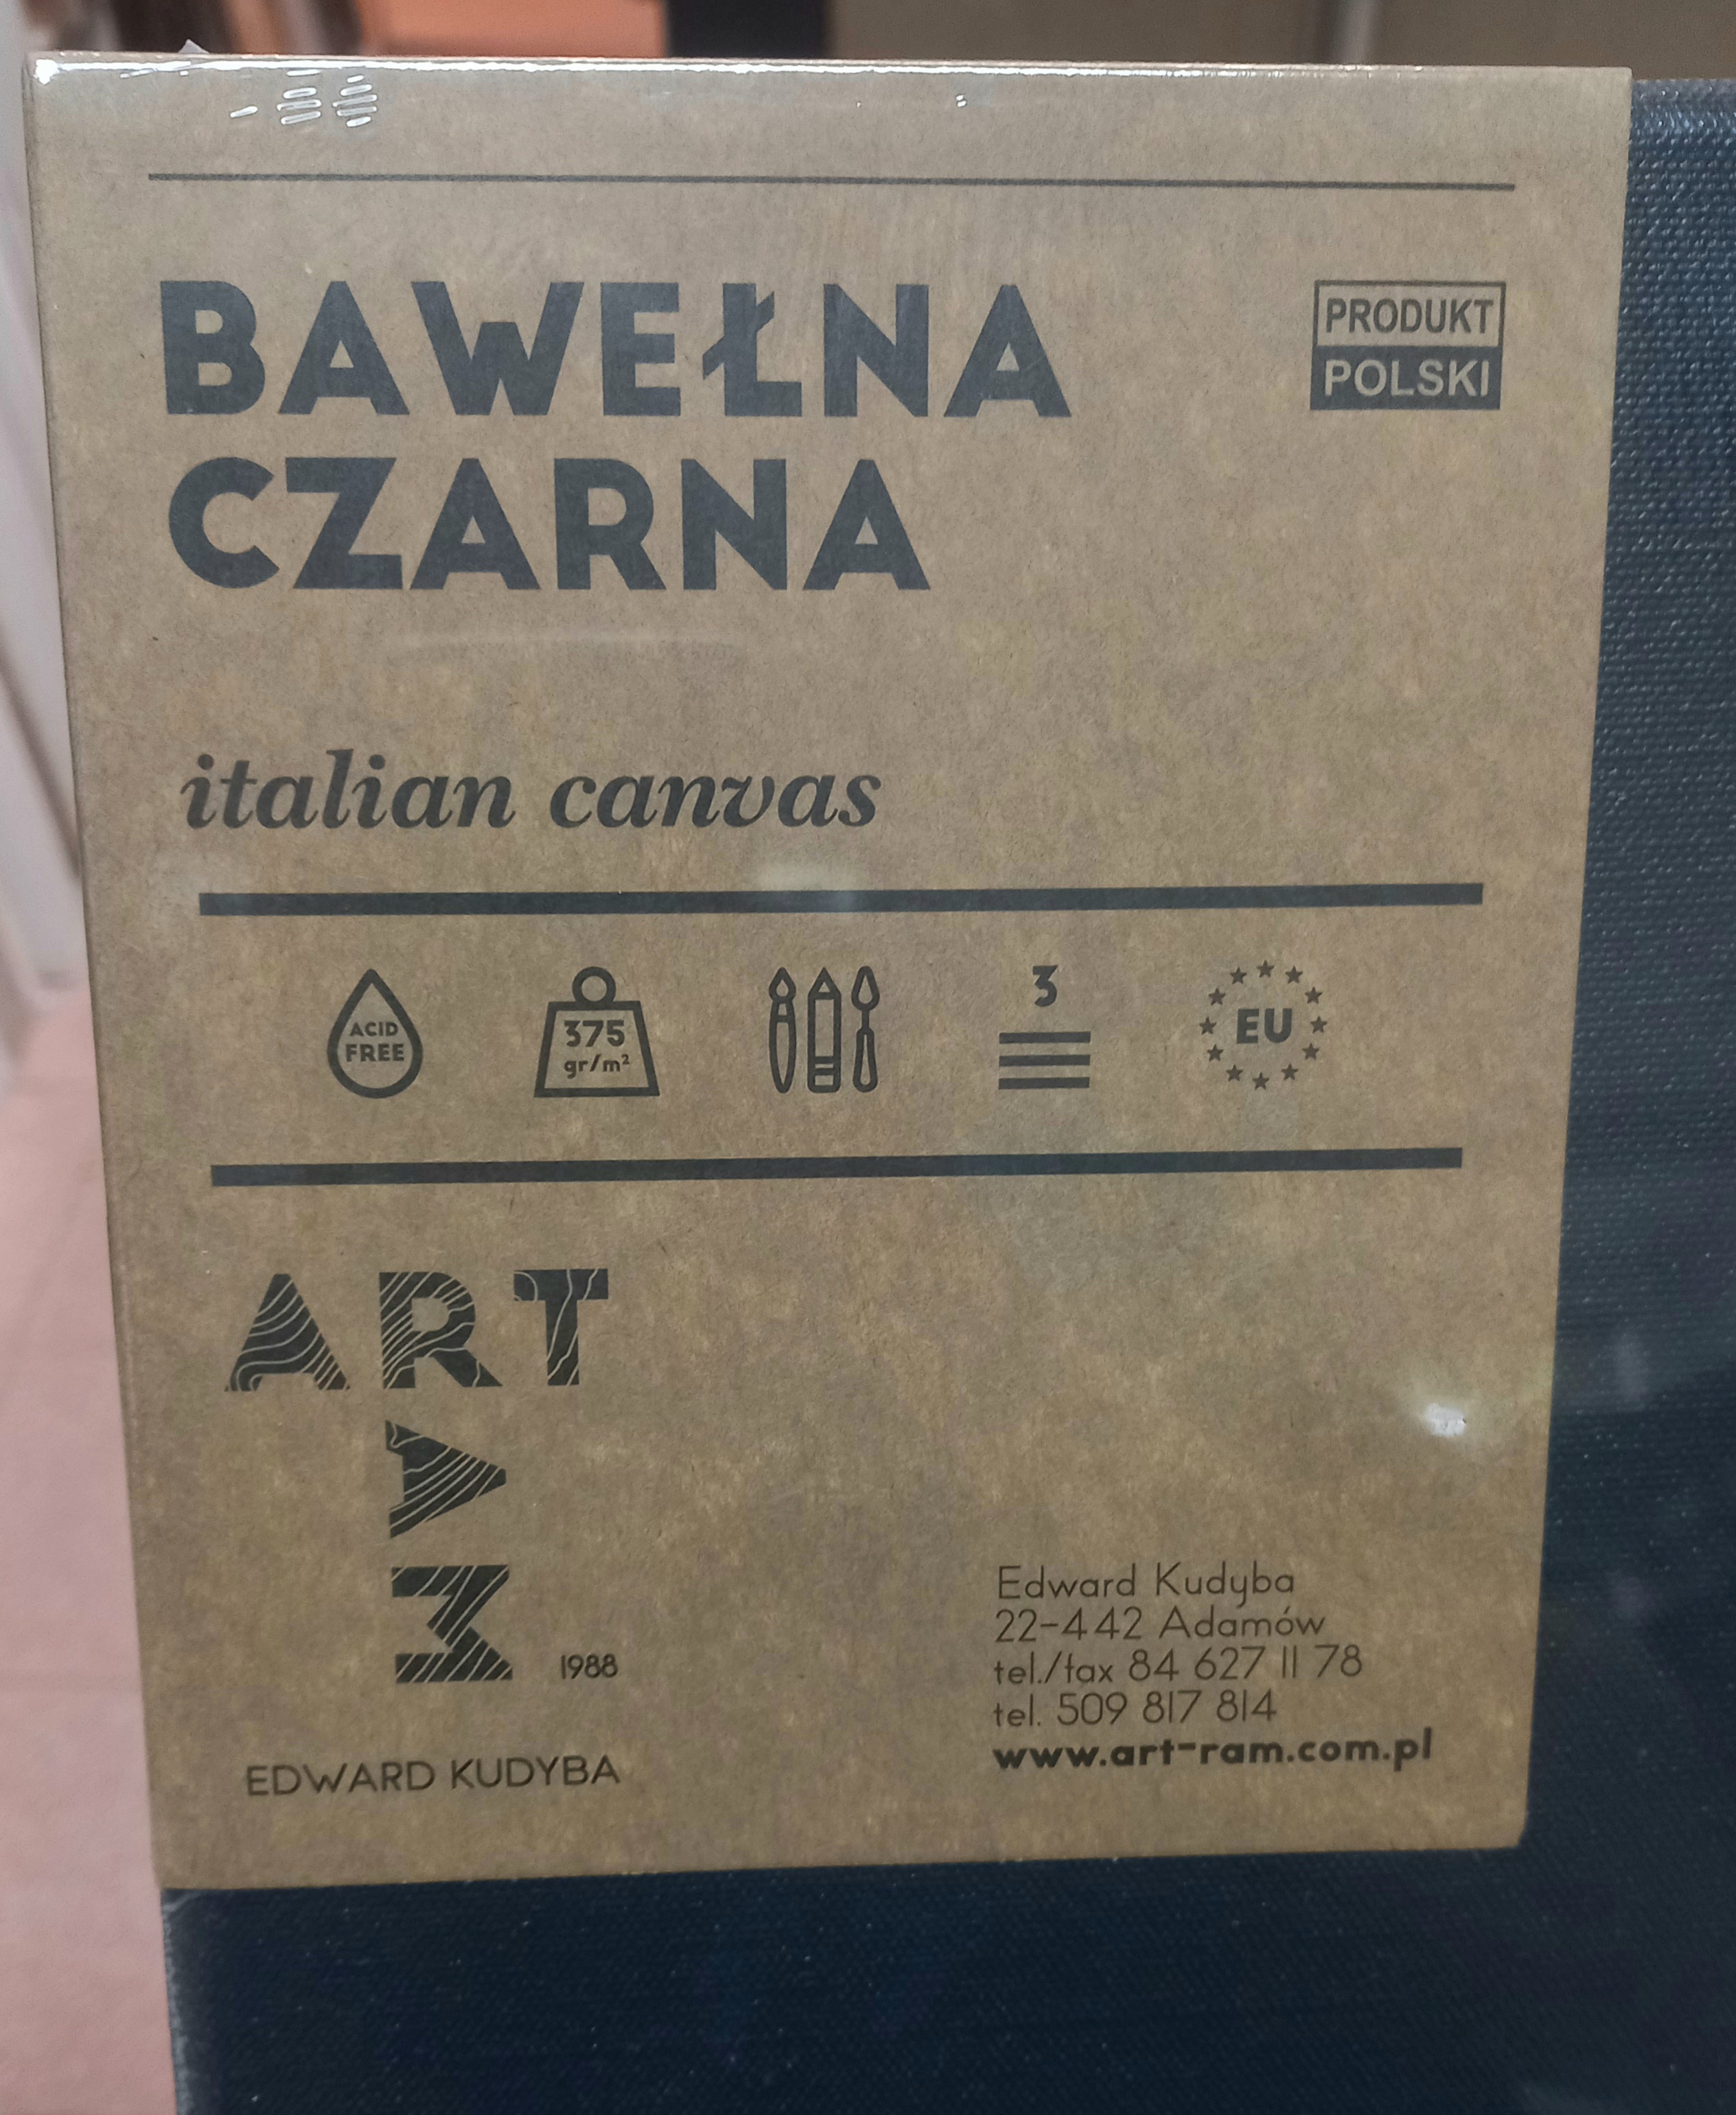 BAWEŁNA
CZARNA
PRODUKT
POLSKI
italian canvas
ACID
FREE
375
gr/m²
3
EU
ART
RAM
1988
EDWARD KUDYBA
Edward Kudyba
22-442 Adamów
tel./fax 84 627 11 78
tel. 509 817 814
www.art-ram.com.pl